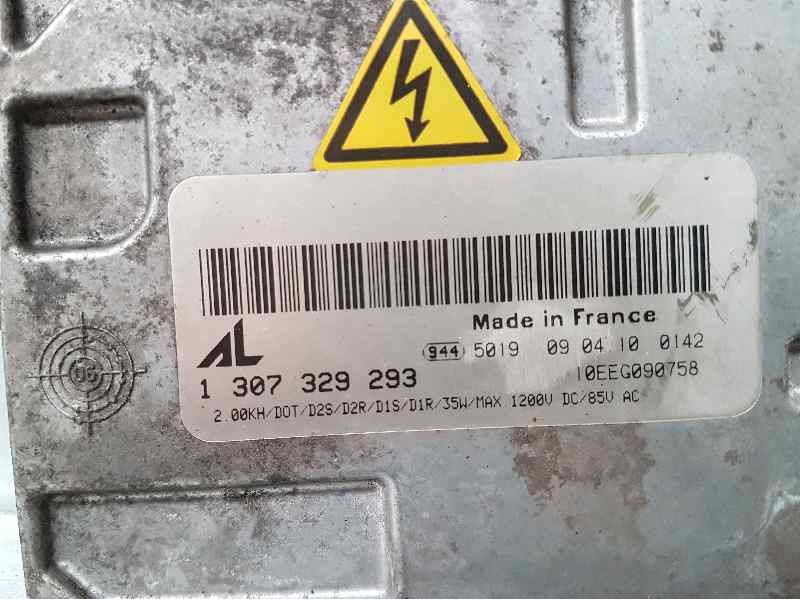 Made in France
AL
944 5019 09 04 10 0142
1 307 329 293
10EEG090758
2.00KH/DOT/D2S/D2R/D1S/D1R/35W/MAX 1200V DC/85V AC
06